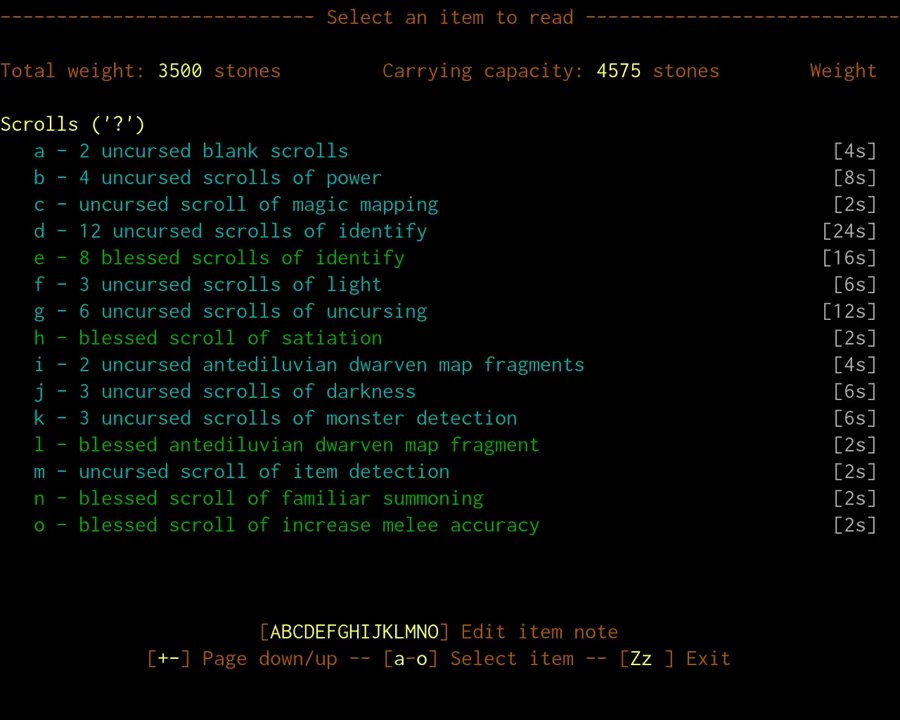 ---------------------------- Select an item to read ----------------------------
Total weight: 3500 stones Carrying capacity: 4575 stones Weight
Scrolls ('?')
a - 2 uncursed blank scrolls [4s]
b - 4 uncursed scrolls of power [8s]
c - uncursed scroll of magic mapping [2s]
d - 12 uncursed scrolls of identify [24s]
e - 8 blessed scrolls of identify [16s]
f - 3 uncursed scrolls of light [6s]
g - 6 uncursed scrolls of uncursing [12s]
h - blessed scroll of satiation [2s]
i - 2 uncursed antediluvian dwarven map fragments [4s]
j - 3 uncursed scrolls of darkness [6s]
k - 3 uncursed scrolls of monster detection [6s]
l - blessed antediluvian dwarven map fragment [2s]
m - uncursed scroll of item detection [2s]
n - blessed scroll of familiar summoning [2s]
o - blessed scroll of increase melee accuracy [2s]
[ABCDEFGHIJKLMNO] Edit item note
[+-] Page down/up -- [a-o] Select item -- [Zz ] Exit